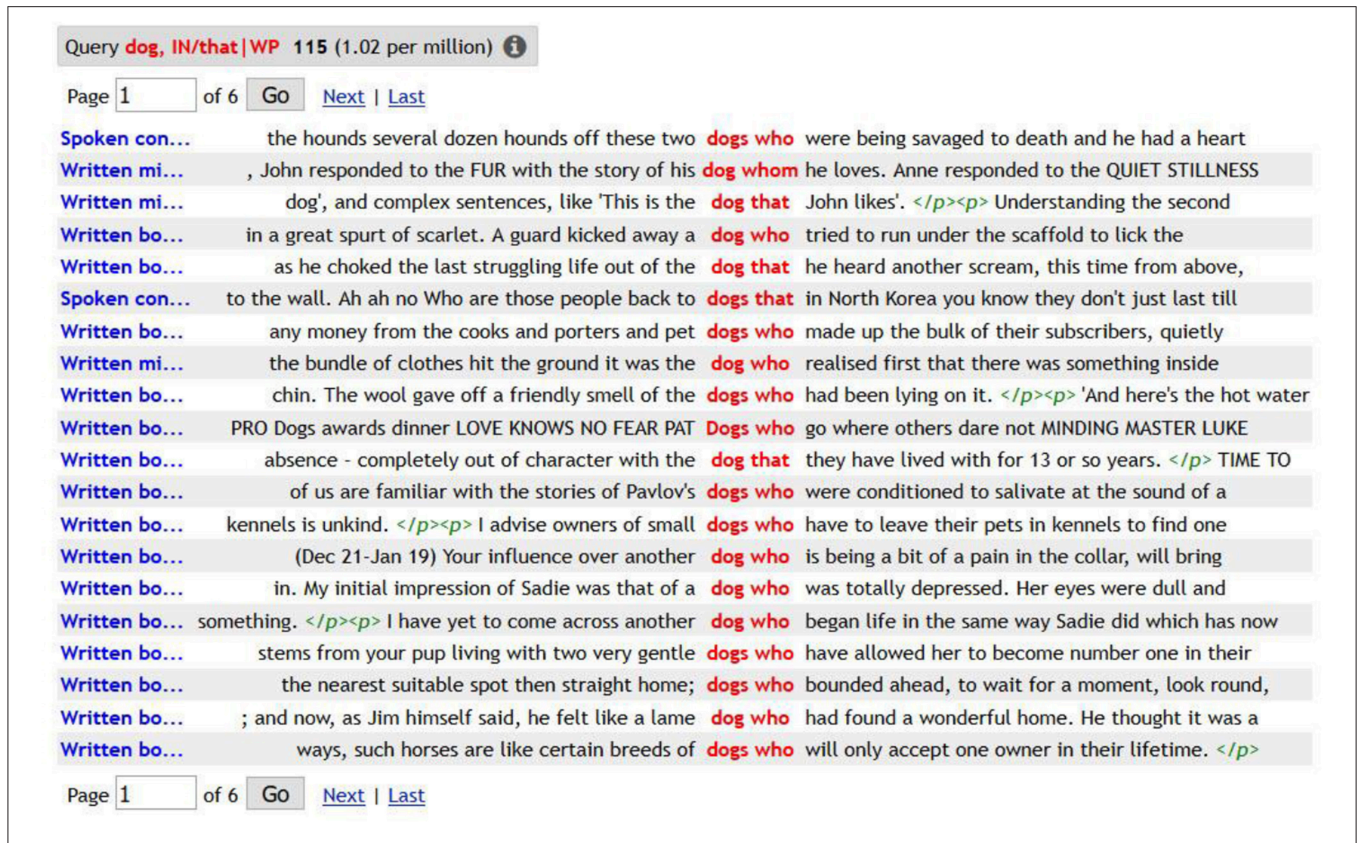 Query dog, IN/that|WP 115 (1.02 per million) i
Page 1 of 6 Go Next | Last
Spoken con... the hounds several dozen hounds off these two dogs who were being savaged to death and he had a heart
Written mi... , John responded to the FUR with the story of his dog whom he loves. Anne responded to the QUIET STILLNESS
Written mi... dog', and complex sentences, like 'This is the dog that John likes'. </p><p> Understanding the second
Written bo... in a great spurt of scarlet. A guard kicked away a dog who tried to run under the scaffold to lick the
Written bo... as he choked the last struggling life out of the dog that he heard another scream, this time from above,
Spoken con... to the wall. Ah ah no Who are those people back to dogs that in North Korea you know they don't just last till
Written bo... any money from the cooks and porters and pet dogs who made up the bulk of their subscribers, quietly
Written mi... the bundle of clothes hit the ground it was the dog who realised first that there was something inside
Written bo... chin. The wool gave off a friendly smell of the dogs who had been lying on it. </p><p> 'And here's the hot water
Written bo... PRO Dogs awards dinner LOVE KNOWS NO FEAR PAT Dogs who go where others dare not MINDING MASTER LUKE
Written bo... absence - completely out of character with the dog that they have lived with for 13 or so years. </p> TIME TO
Written bo... of us are familiar with the stories of Pavlov's dogs who were conditioned to salivate at the sound of a
Written bo... kennels is unkind. </p><p> I advise owners of small dogs who have to leave their pets in kennels to find one
Written bo... (Dec 21-Jan 19) Your influence over another dog who is being a bit of a pain in the collar, will bring
Written bo... in. My initial impression of Sadie was that of a dog who was totally depressed. Her eyes were dull and
Written bo... something. </p><p> I have yet to come across another dog who began life in the same way Sadie did which has now
Written bo... stems from your pup living with two very gentle dogs who have allowed her to become number one in their
Written bo... the nearest suitable spot then straight home; dogs who bounded ahead, to wait for a moment, look round,
Written bo... ; and now, as Jim himself said, he felt like a lame dog who had found a wonderful home. He thought it was a
Written bo... ways, such horses are like certain breeds of dogs who will only accept one owner in their lifetime. </p>
Page 1 of 6 Go Next | Last